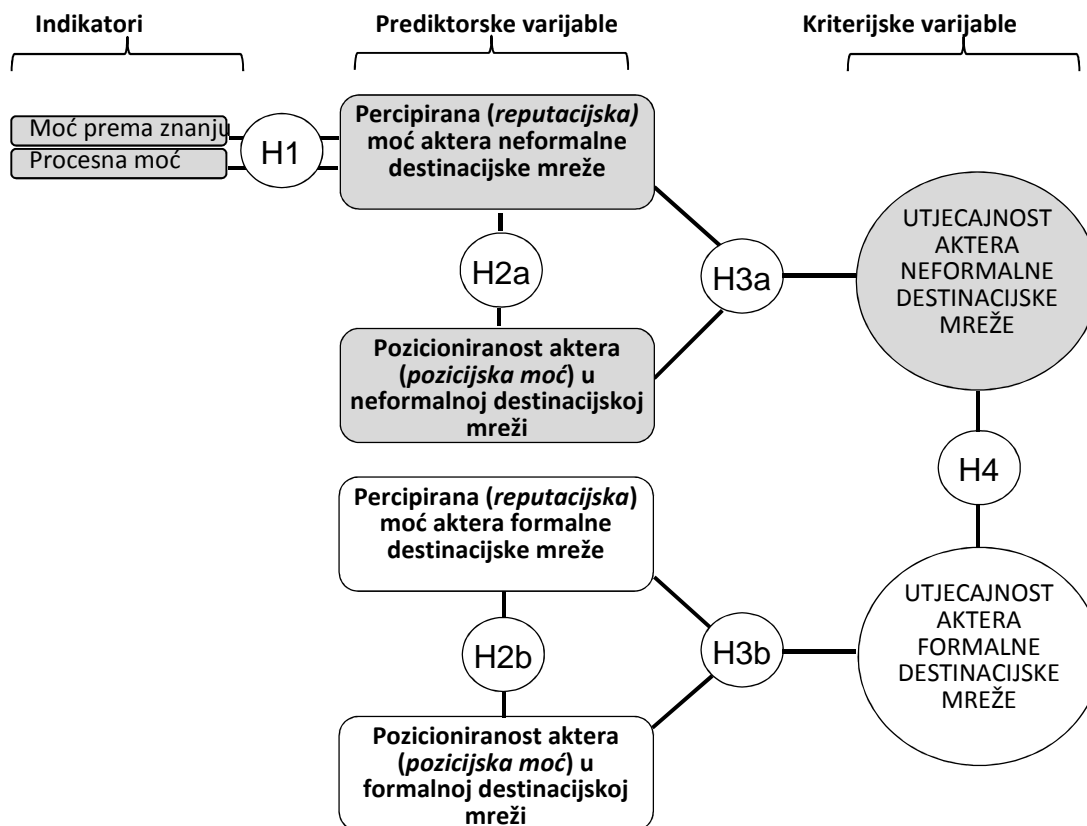 Indikatori
Prediktorske varijable
Kriterijske varijable
Moć prema znanju
Procesna moć
H1
Percipirana (reputacijska)
moć aktera neformalne
destinacijske mreže
H2a
Pozicioniranost aktera
(pozicijska moć) u
neformalnoj destinacijskoj
mreži
H3a
UTJECAJNOST
AKTERA
NEFORMALNE
DESTINACIJSKE
MREŽE
H4
Percipirana (reputacijska)
moć aktera formalne
destinacijske mreže
H2b
Pozicioniranost aktera
(pozicijska moć) u
formalnoj destinacijskoj
mreži
H3b
UTJECAJNOST
AKTERA
FORMALNE
DESTINACIJSKE
MREŽE